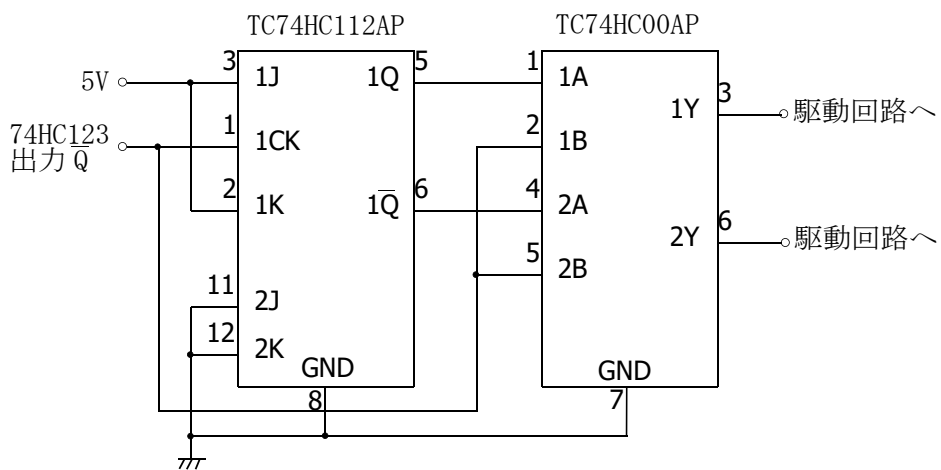 TC74HC112AP
TC74HC00AP
5V
74HC123
出力Q̅
3
1J
1Q
5
1
1CK
2
1K
1Q̅
6
11
2J
12
2K
GND
8
1
1A
2
1B
4
2A
5
2B
1Y
3
2Y
6
GND
7
駆動回路へ
駆動回路へ